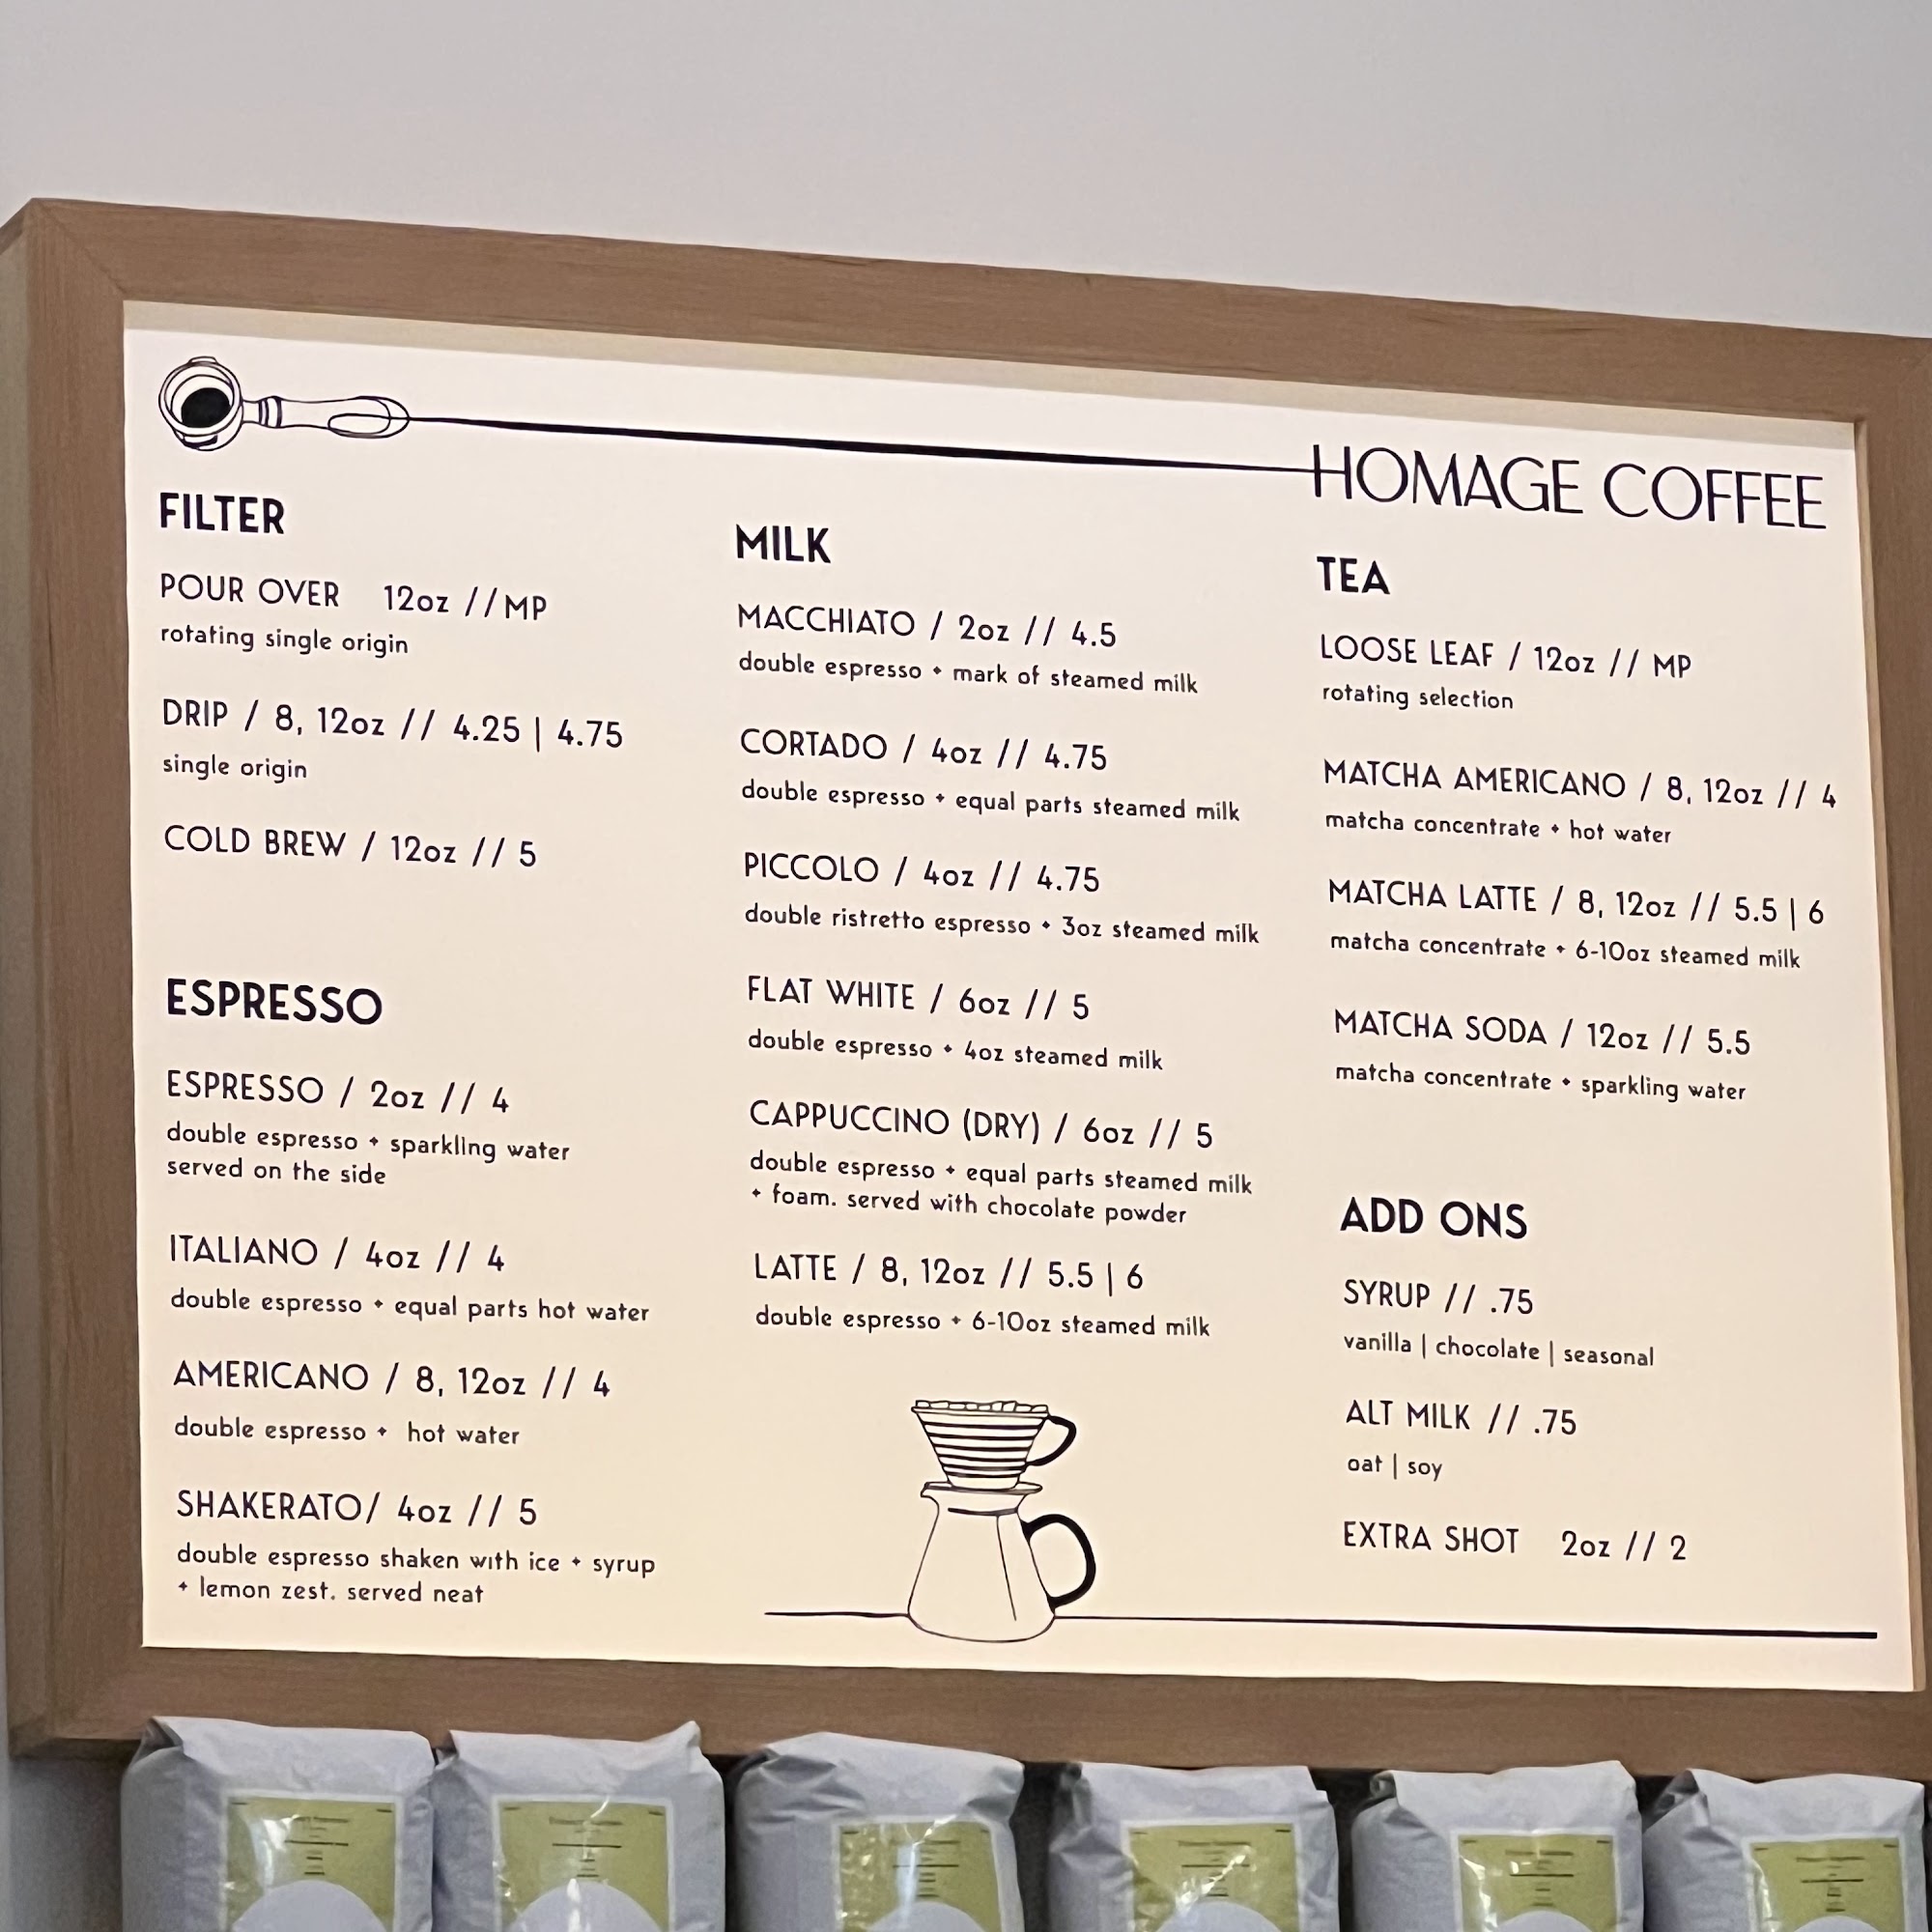 HOMAGE COFFEE
FILTER
POUR OVER 12oz // MP
rotating single origin
DRIP / 8, 12oz // 4.25 | 4.75
single origin
COLD BREW / 12oz // 5
ESPRESSO
ESPRESSO / 2oz // 4
double espresso + sparkling water
served on the side
ITALIANO / 4oz // 4
double espresso + equal parts hot water
AMERICANO / 8, 12oz // 4
double espresso + hot water
SHAKERATO/ 4oz // 5
double espresso shaken with ice + syrup
+ lemon zest. served neat
MILK
MACCHIATO / 2oz // 4.5
double espresso + mark of steamed milk
CORTADO / 4oz // 4.75
double espresso + equal parts steamed milk
PICCOLO / 4oz // 4.75
double ristretto espresso + 3oz steamed milk
FLAT WHITE / 6oz // 5
double espresso + 4oz steamed milk
CAPPUCCINO (DRY) / 6oz // 5
double espresso + equal parts steamed milk
+ foam. served with chocolate powder
LATTE / 8, 12oz // 5.5 | 6
double espresso + 6-10oz steamed milk
TEA
LOOSE LEAF / 12oz // MP
rotating selection
MATCHA AMERICANO / 8, 12oz // 4
matcha concentrate + hot water
MATCHA LATTE / 8, 12oz // 5.5 | 6
matcha concentrate + 6-10oz steamed milk
MATCHA SODA / 12oz // 5.5
matcha concentrate + sparkling water
ADD ONS
SYRUP // .75
vanilla | chocolate | seasonal
ALT MILK // .75
oat | soy
EXTRA SHOT 2oz // 2